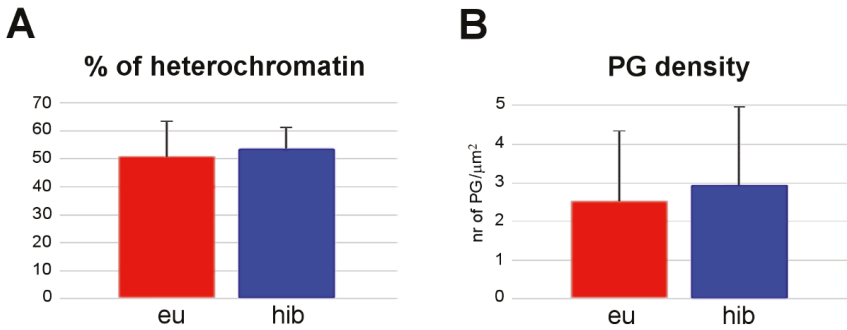 A
% of heterochromatin
70
60
50
40
30
20
10
0
eu hib
B
PG density
nr of PG/µm²
5
4
3
2
1
0
eu hib